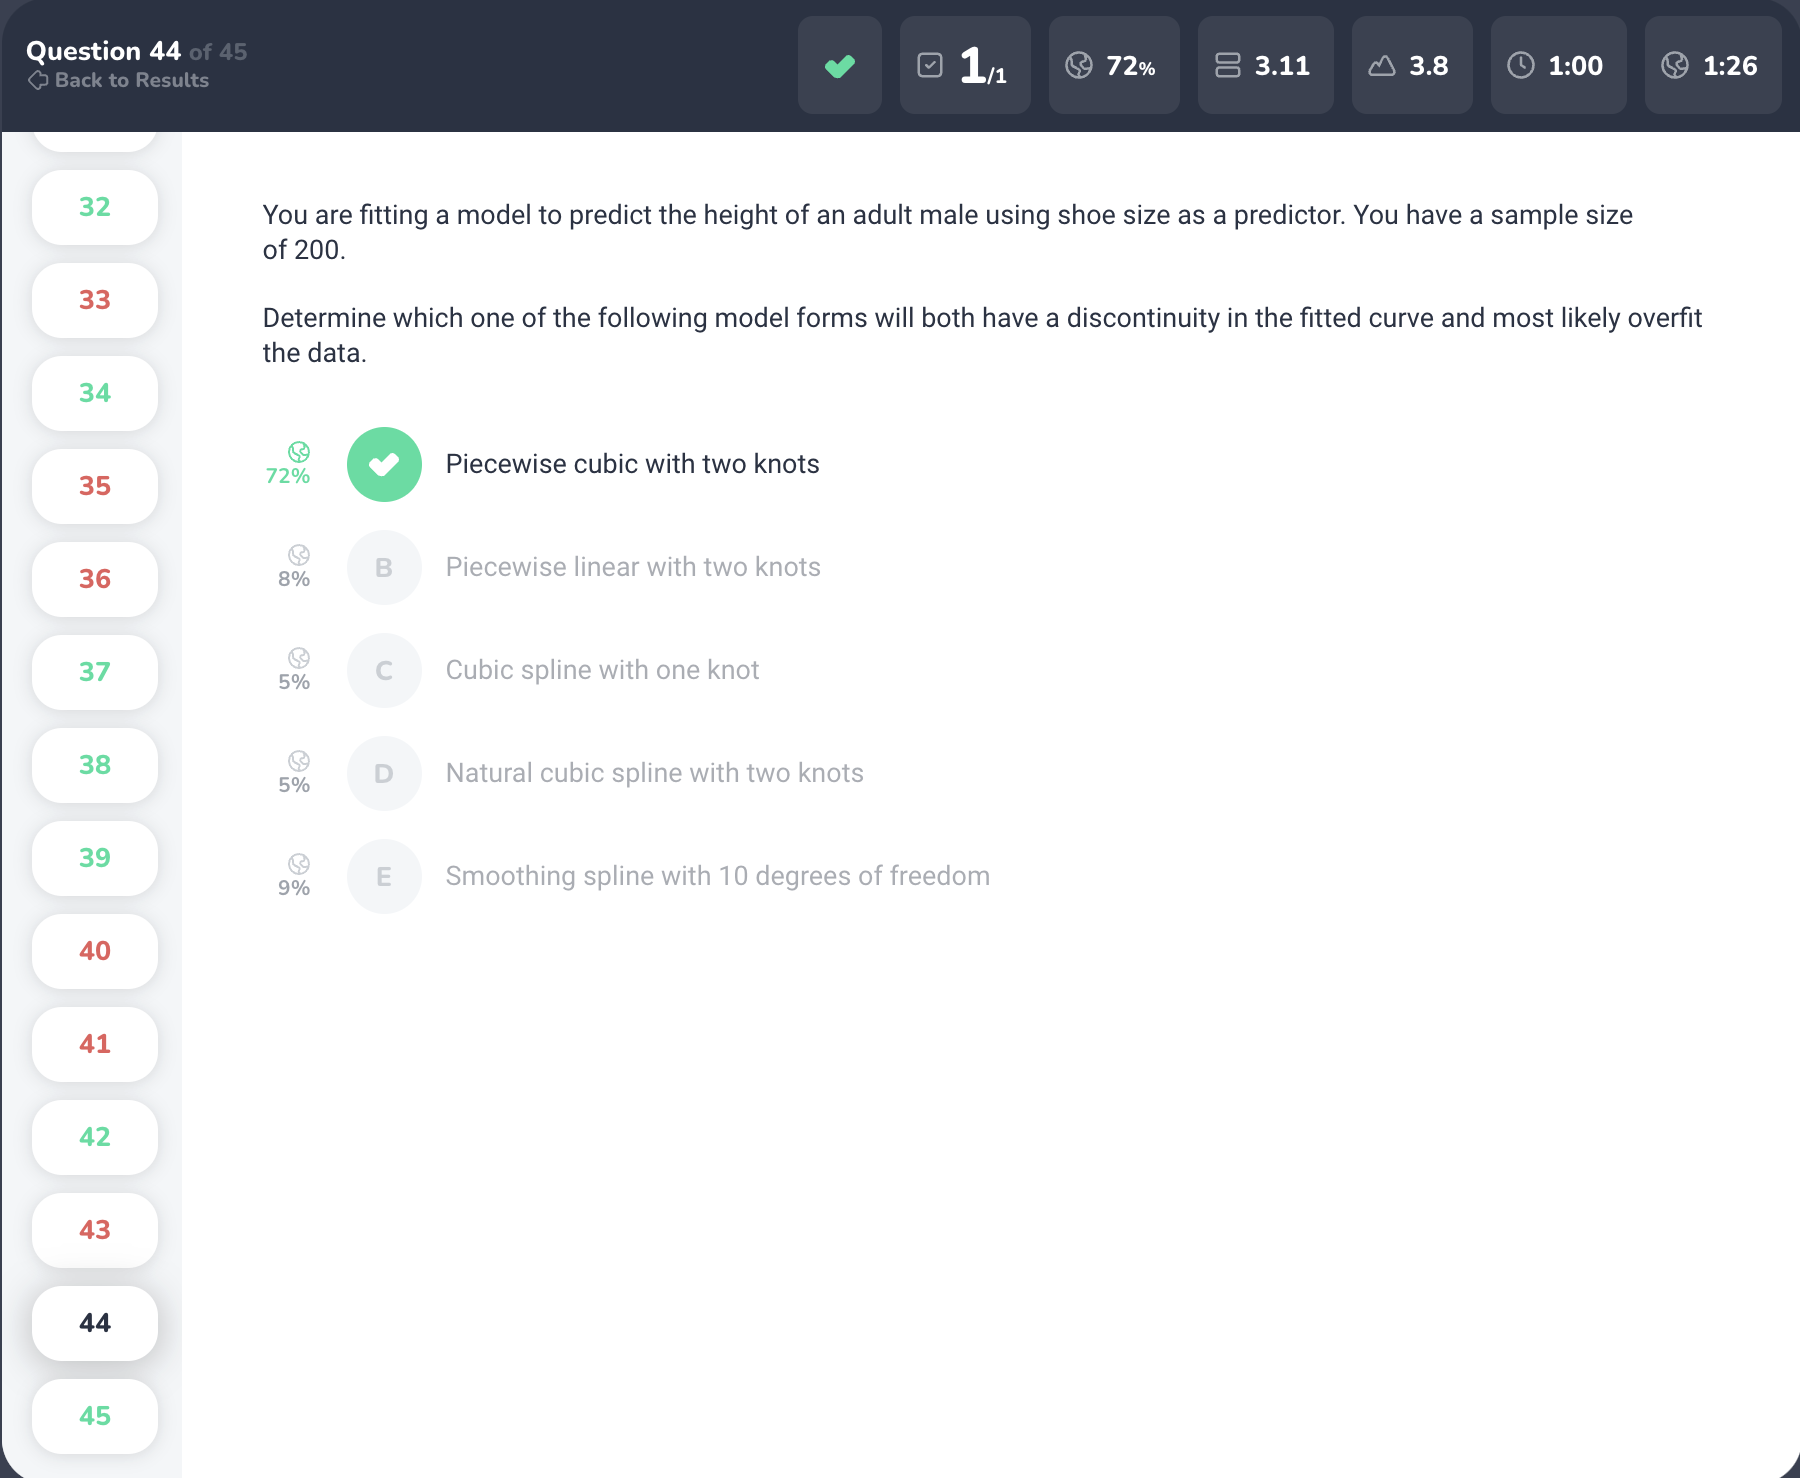 Question 44 of 45
Back to Results
1/1
72%
3.11
3.8
1:00
1:26
32
33
34
35
36
37
38
39
40
41
42
43
44
45
You are fitting a model to predict the height of an adult male using shoe size as a predictor. You have a sample size
of 200.
Determine which one of the following model forms will both have a discontinuity in the fitted curve and most likely overfit
the data.
72%
Piecewise cubic with two knots
8%
B
Piecewise linear with two knots
5%
C
Cubic spline with one knot
5%
D
Natural cubic spline with two knots
9%
E
Smoothing spline with 10 degrees of freedom